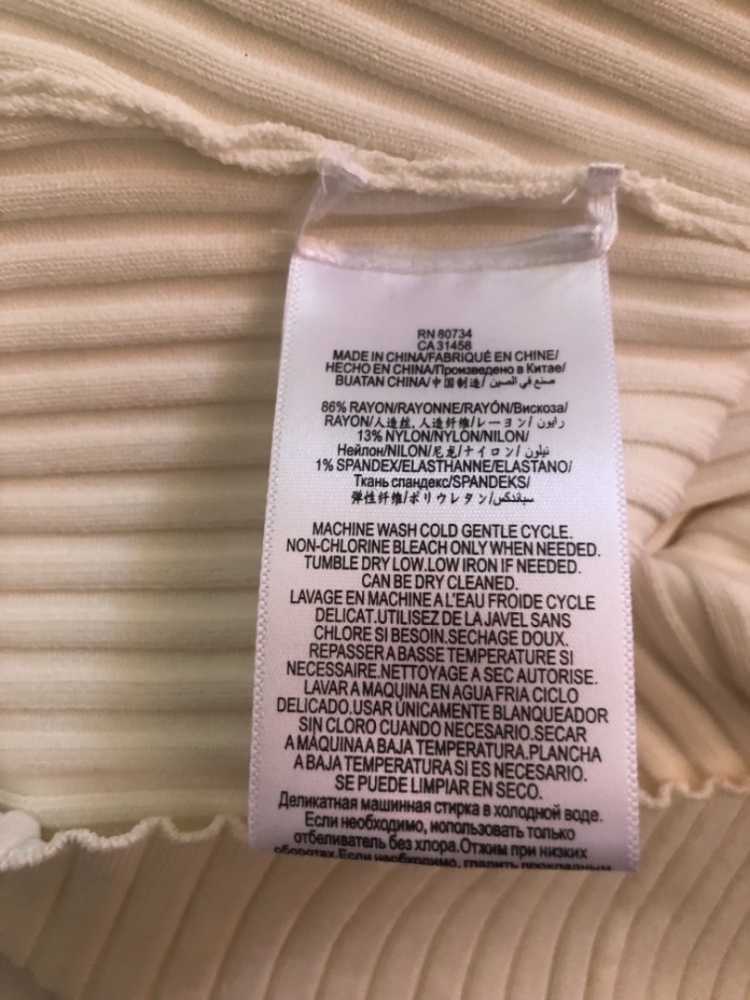 RN 80734
CA 31458
MADE IN CHINA/FABRIQUÉ EN CHINE/
HECHO EN CHINA/Произведено в Китае/
BUATAN CHINA/中国制造/ صنع في الصين
86% RAYON/RAYONNE/RAYÓN/Вискоза/
RAYON/人造丝, 人造纤维/レーヨン/ رايون
13% NYLON/NYLON/NILON/
Нейлон/NILON/尼龙/ナイロン/ نيلون
1% SPANDEX/ELASTHANNE/ELASTANO/
Ткань спандекс/SPANDEKS/
弹性纤维/ポリウレタン/سباندكس
MACHINE WASH COLD GENTLE CYCLE.
NON-CHLORINE BLEACH ONLY WHEN NEEDED.
TUMBLE DRY LOW.LOW IRON IF NEEDED.
CAN BE DRY CLEANED.
LAVAGE EN MACHINE A L'EAU FROIDE CYCLE
DELICAT.UTILISEZ DE LA JAVEL SANS
CHLORE SI BESOIN.SECHAGE DOUX.
REPASSER A BASSE TEMPERATURE SI
NECESSAIRE.NETTOYAGE A SEC AUTORISE.
LAVAR A MAQUINA EN AGUA FRIA CICLO
DELICADO.USAR ÚNICAMENTE BLANQUEADOR
SIN CLORO CUANDO NECESARIO.SECAR
A MÁQUINA A BAJA TEMPERATURA.PLANCHA
A BAJA TEMPERATURA SI ES NECESARIO.
SE PUEDE LIMPIAR EN SECO.
Деликатная машинная стирка в холодной воде.
Если необходимо, использовать только
отбеливатель без хлора.Отжим при низких
оборотах.Если необходимо, гладить прохладным